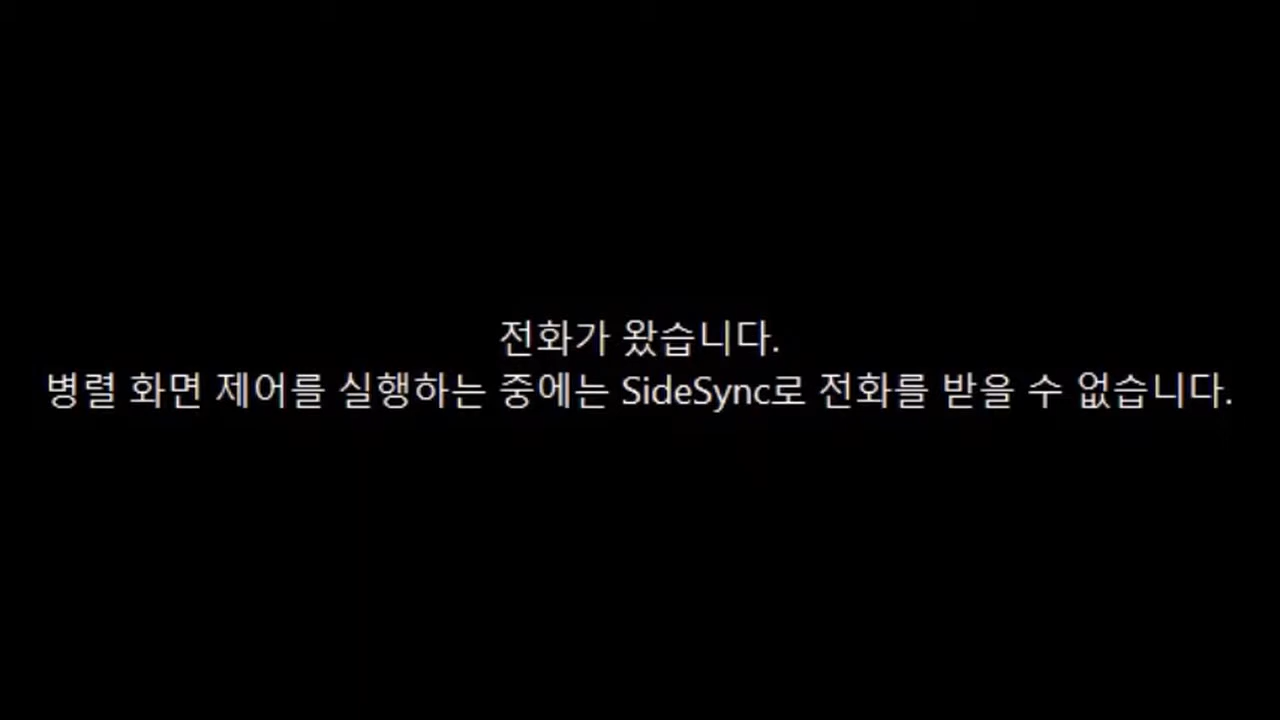 전화가 왔습니다.
병렬 화면 제어를 실행하는 중에는 SideSync로 전화를 받을 수 없습니다.